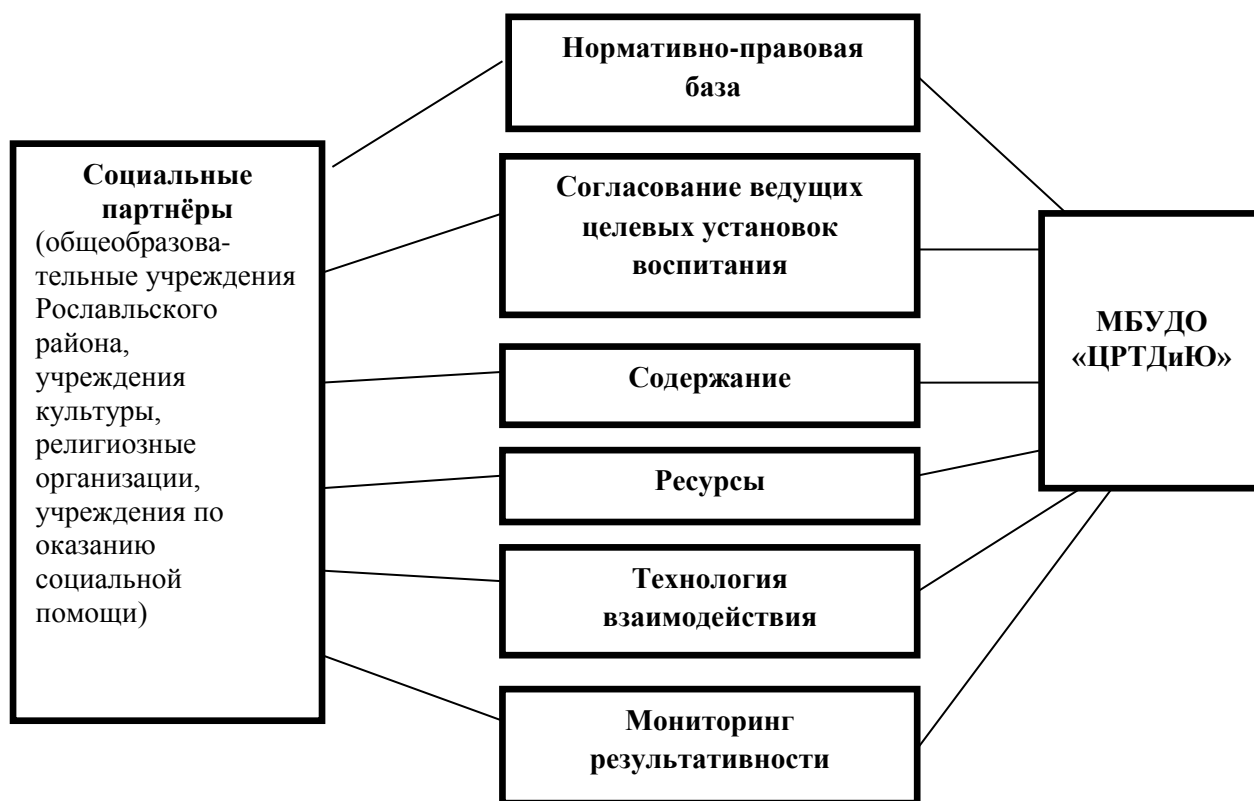 Социальные
партнёры
(общеобразова-
тельные учреждения
Рославльского
района,
учреждения
культуры,
религиозные
организации,
учреждения по
оказанию
социальной
помощи)
Нормативно-правовая
база
Согласование ведущих
целевых установок
воспитания
Содержание
Ресурсы
Технология
взаимодействия
Мониторинг
результативности
МБУДО
«ЦРТДиЮ»